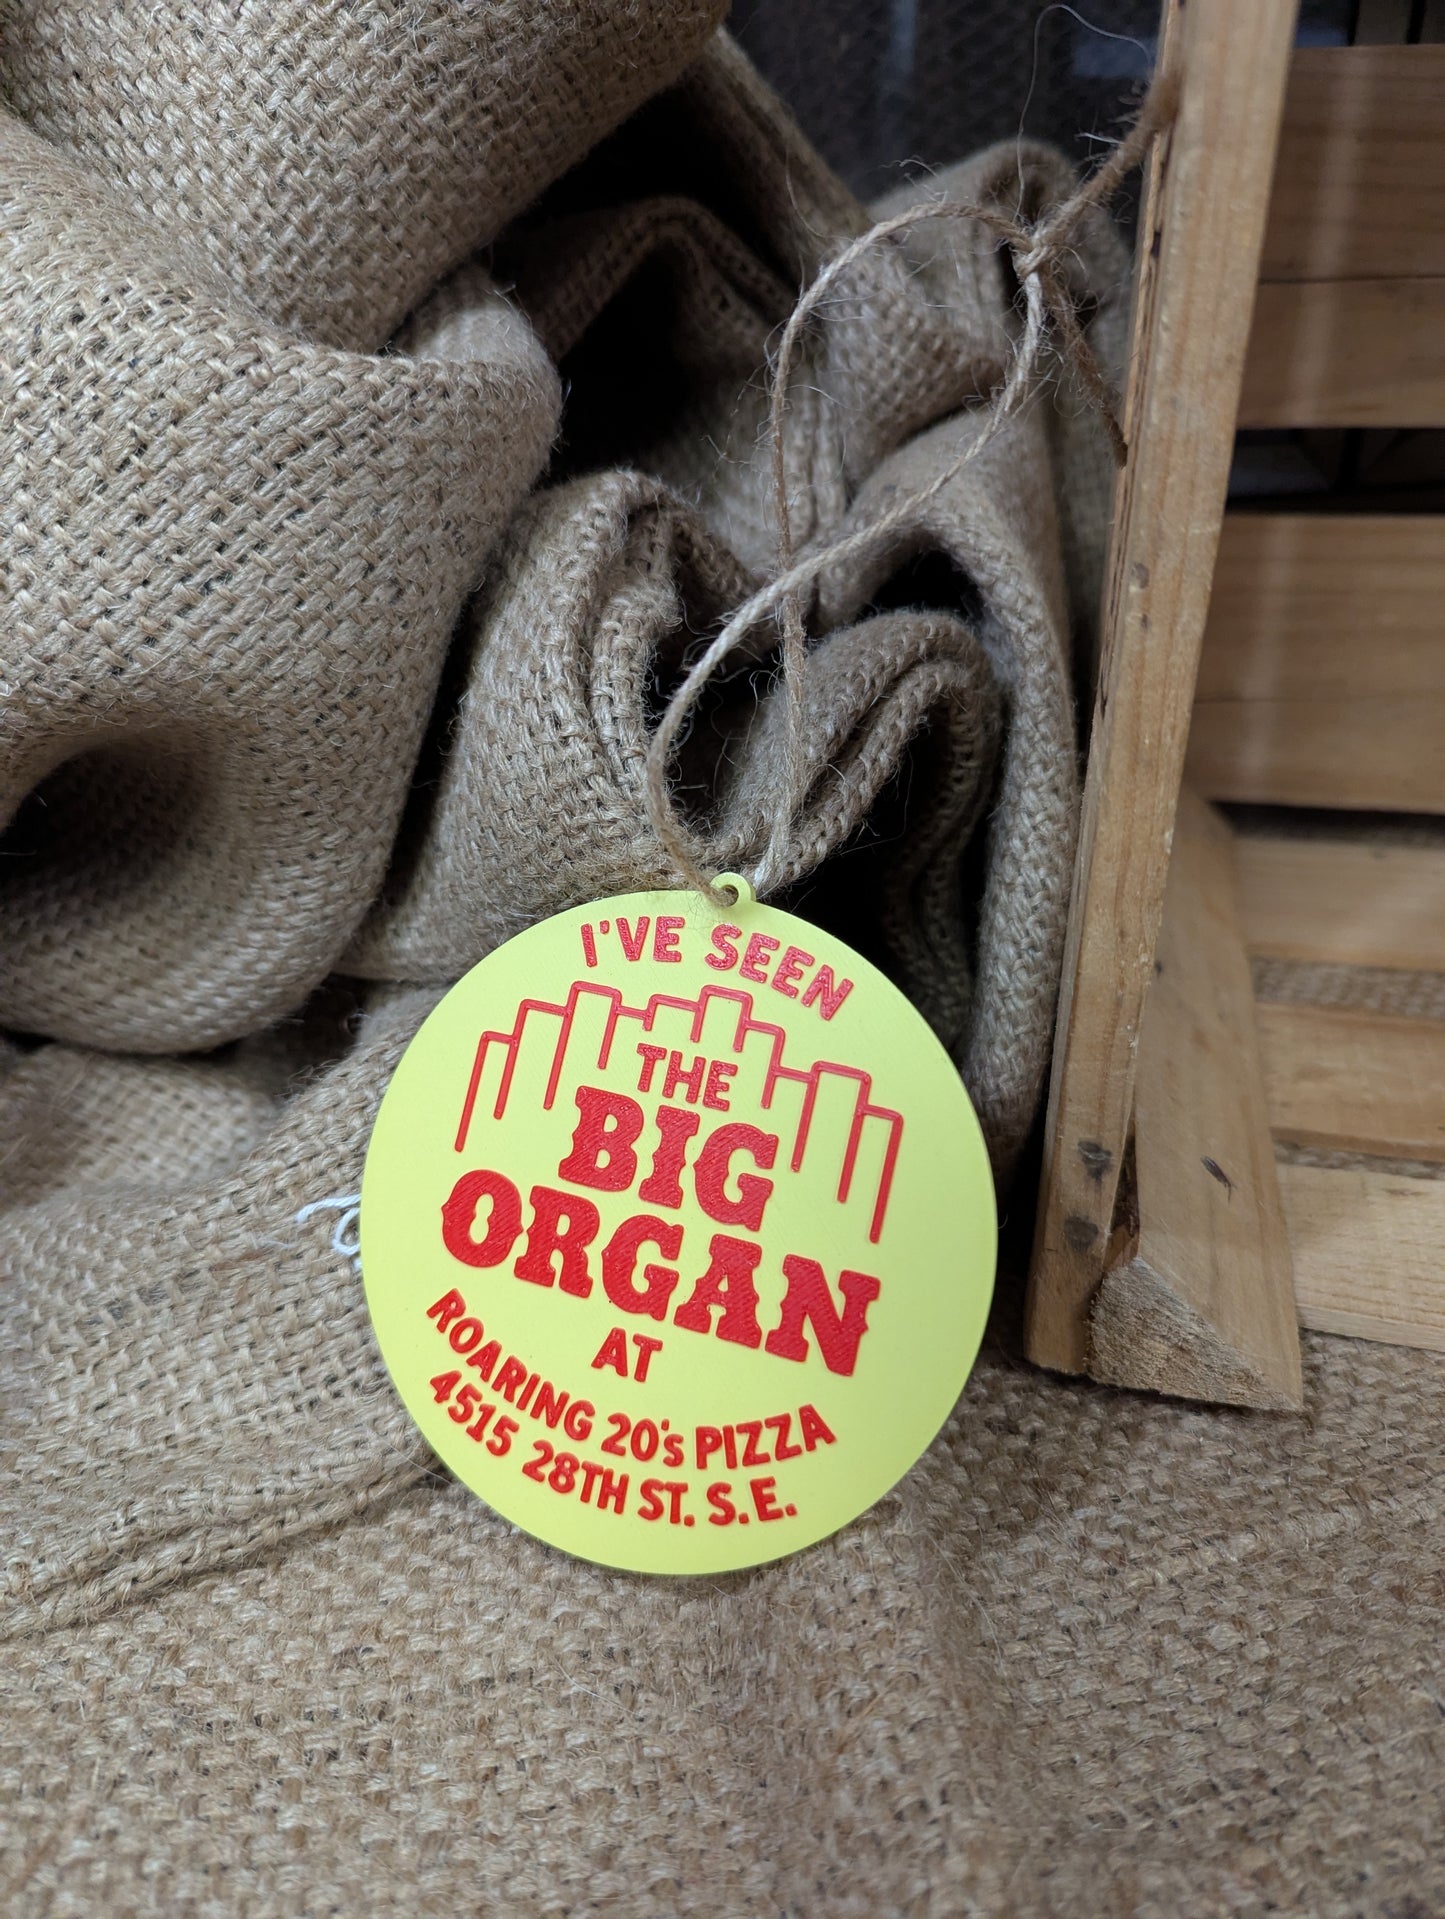 I'VE SEEN
THE
BIG
ORGAN
AT
ROARING 20's PIZZA
4515 28TH ST. S.E.